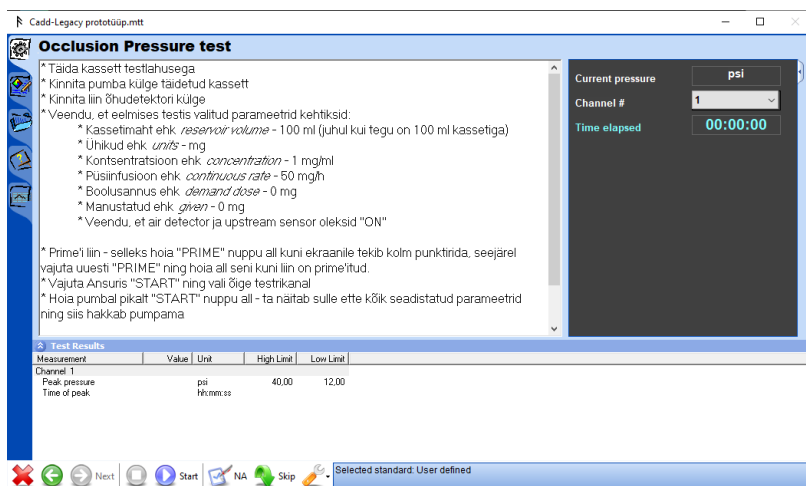 Cadd-Legacy prototüüp.mtt
Occlusion Pressure test
* Täida kassett testlahusega
* Kinnita pumba külge täidetud kassett
* Kinnita liin õhudetektori külge
* Veendu, et eelmises testis valitud parameetrid kehtiksid:
* Kassetimaht ehk reservoir volume - 100 ml (juhul kui tegu on 100 ml kassetiga)
* Ühikud ehk units - mg
* Kontsentratsioon ehk concentration - 1 mg/ml
* Püsiinfusioon ehk continuous rate - 50 mg/h
* Boolusannus ehk demand dose - 0 mg
* Manustatud ehk given - 0 mg
* Veendu, et air detector ja upstream sensor oleksid "ON"
* Prime'i liin - selleks hoia "PRIME" nuppu all kuni ekraanile tekib kolm punktirida, seejärel
vajuta uuesti "PRIME" ning hoia all seni kuni liin on prime'itud.
* Vajuta Ansuris "START" ning vali õige testrikanal
* Hoia pumbal pikalt "START" nuppu all - ta näitab sulle ette kõik seadistatud parameetrid
ning siis hakkab pumpama
Current pressure psi
Channel # 1
Time elapsed 00:00:00
Test Results
Measurement Value Unit High Limit Low Limit
Channel 1
Peak pressure psi 40,00 12,00
Time of peak hh:mm:ss
Next Start NA Skip Selected standard: User defined